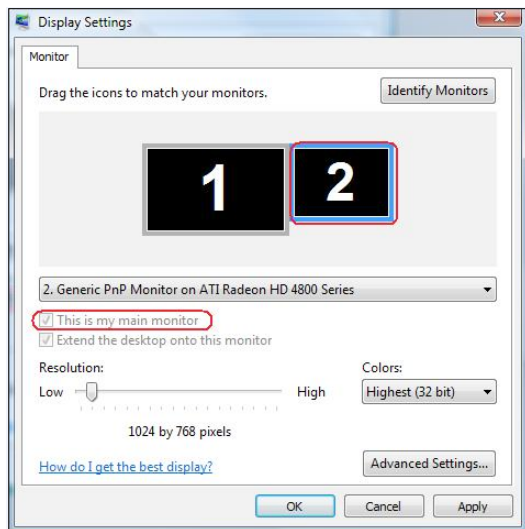 Display Settings
Monitor
Drag the icons to match your monitors.
Identify Monitors
1
2
2. Generic PnP Monitor on ATI Radeon HD 4800 Series
This is my main monitor
Extend the desktop onto this monitor
Resolution:
Colors:
Low
High
Highest (32 bit)
1024 by 768 pixels
How do I get the best display?
Advanced Settings...
OK
Cancel
Apply